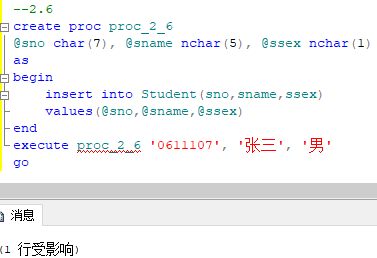 --2.6
create proc proc_2_6
@sno char(7), @sname nchar(5), @ssex nchar(1)
as
begin
insert into Student(sno,sname,ssex)
values(@sno,@sname,@ssex)
end
execute proc_2_6 '0611107', '张三', '男'
go
消息
(1 行受影响)